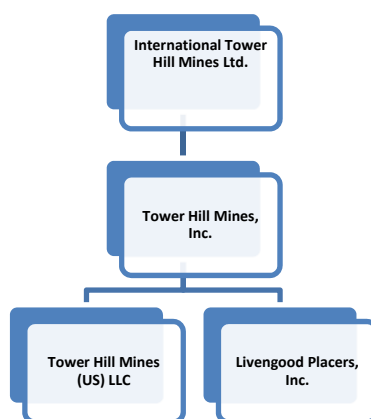 International Tower
Hill Mines Ltd.
Tower Hill Mines,
Inc.
Tower Hill Mines
(US) LLC
Livengood Placers,
Inc.